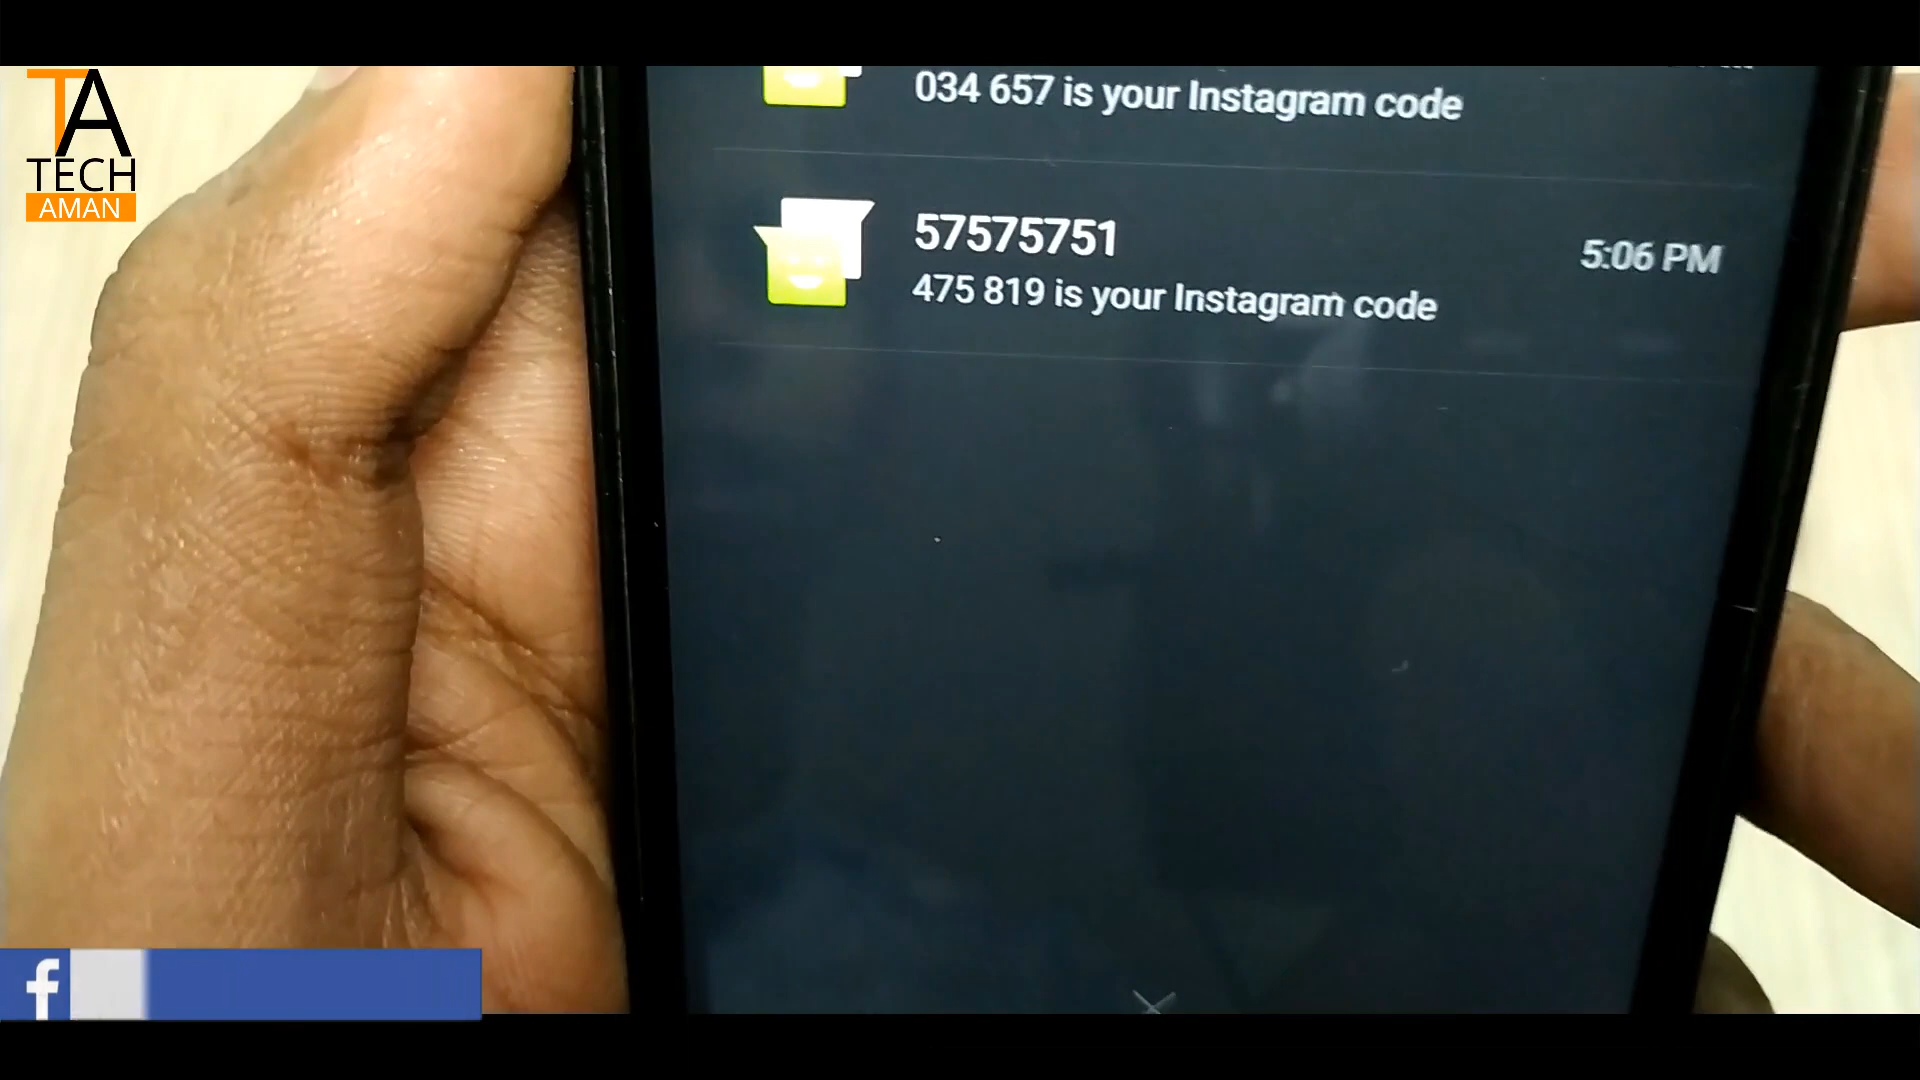 TA
TECH
AMAN
034 657 is your Instagram code
57575751
5:06 PM
475 819 is your Instagram code
f